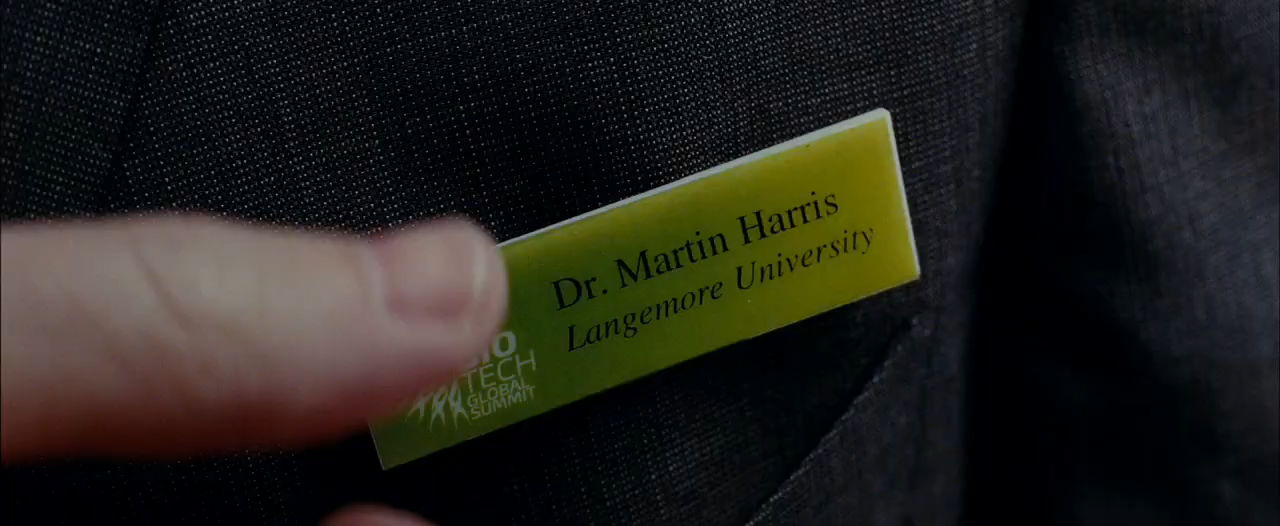 Dr. Martin Harris
Langemore University
TECH
GLOBAL
SUMMIT